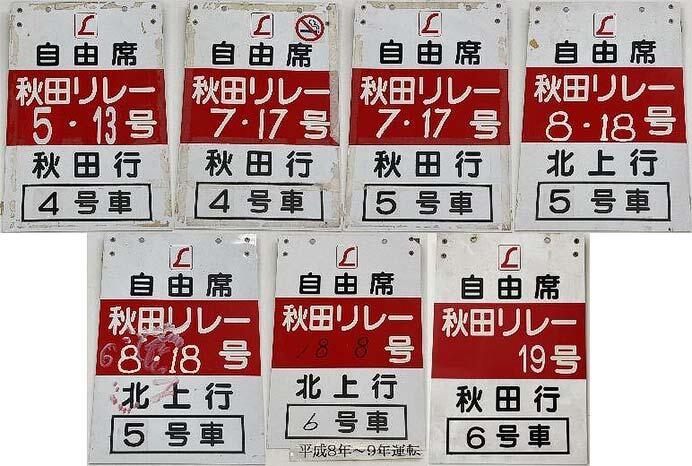 自由席
秋田リレー
5・13号
秋田行
4号車
自由席
秋田リレー
7・17号
秋田行
4号車
自由席
秋田リレー
7・17号
秋田行
5号車
自由席
秋田リレー
8・18号
北上行
5号車
自由席
秋田リレー
8・18号
北上行
5号車
自由席
秋田リレー
18 8号
北上行
6号車
平成8年〜9年運転
自由席
秋田リレー
19号
秋田行
6号車